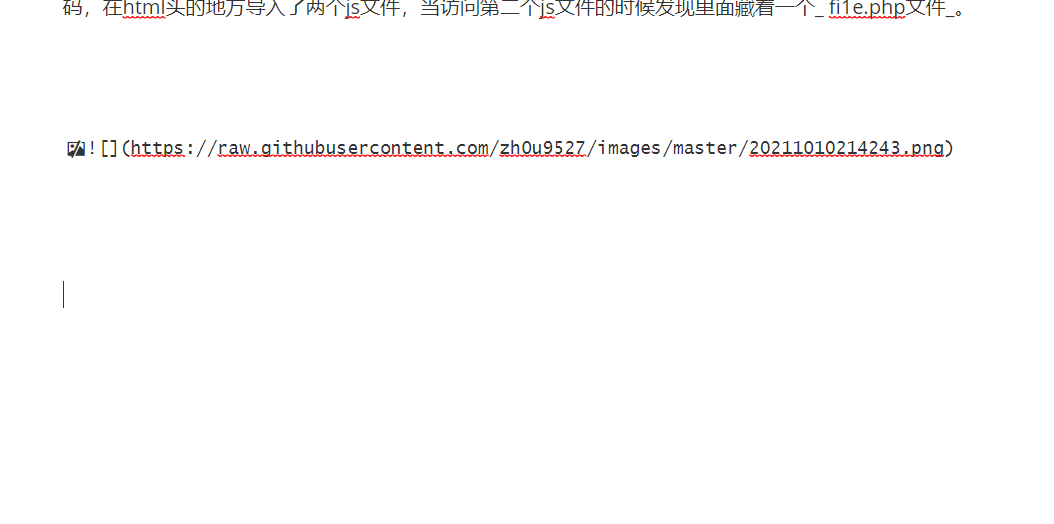 码，在html头的地方导入了两个js文件，当访问第二个js文件的时候发现里面藏着一个_ fi1e.php文件_。
![](https://raw.githubusercontent.com/zh0u9527/images/master/20211010214243.png)